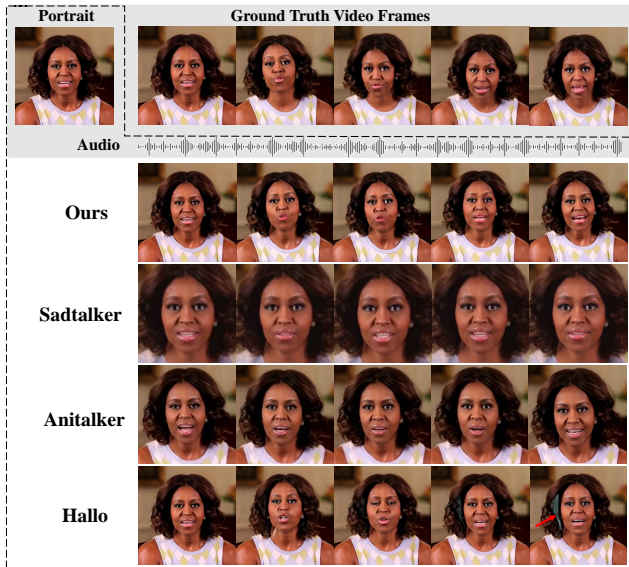 Portrait
Ground Truth Video Frames
Audio
Ours
Sadtalker
Anitalker
Hallo